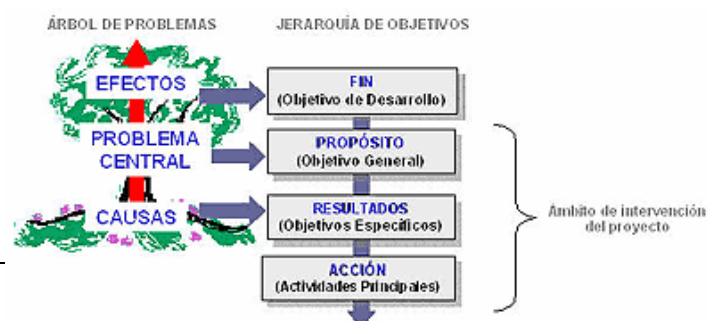 ÁRBOL DE PROBLEMAS
JERARQUÍA DE OBJETIVOS
EFECTOS
FIN
(Objetivo de Desarrollo)
PROBLEMA
CENTRAL
PROPÓSITO
(Objetivo General)
CAUSAS
RESULTADOS
(Objetivos Específicos)
Ámbito de intervención
del proyecto
ACCIÓN
(Actividades Principales)